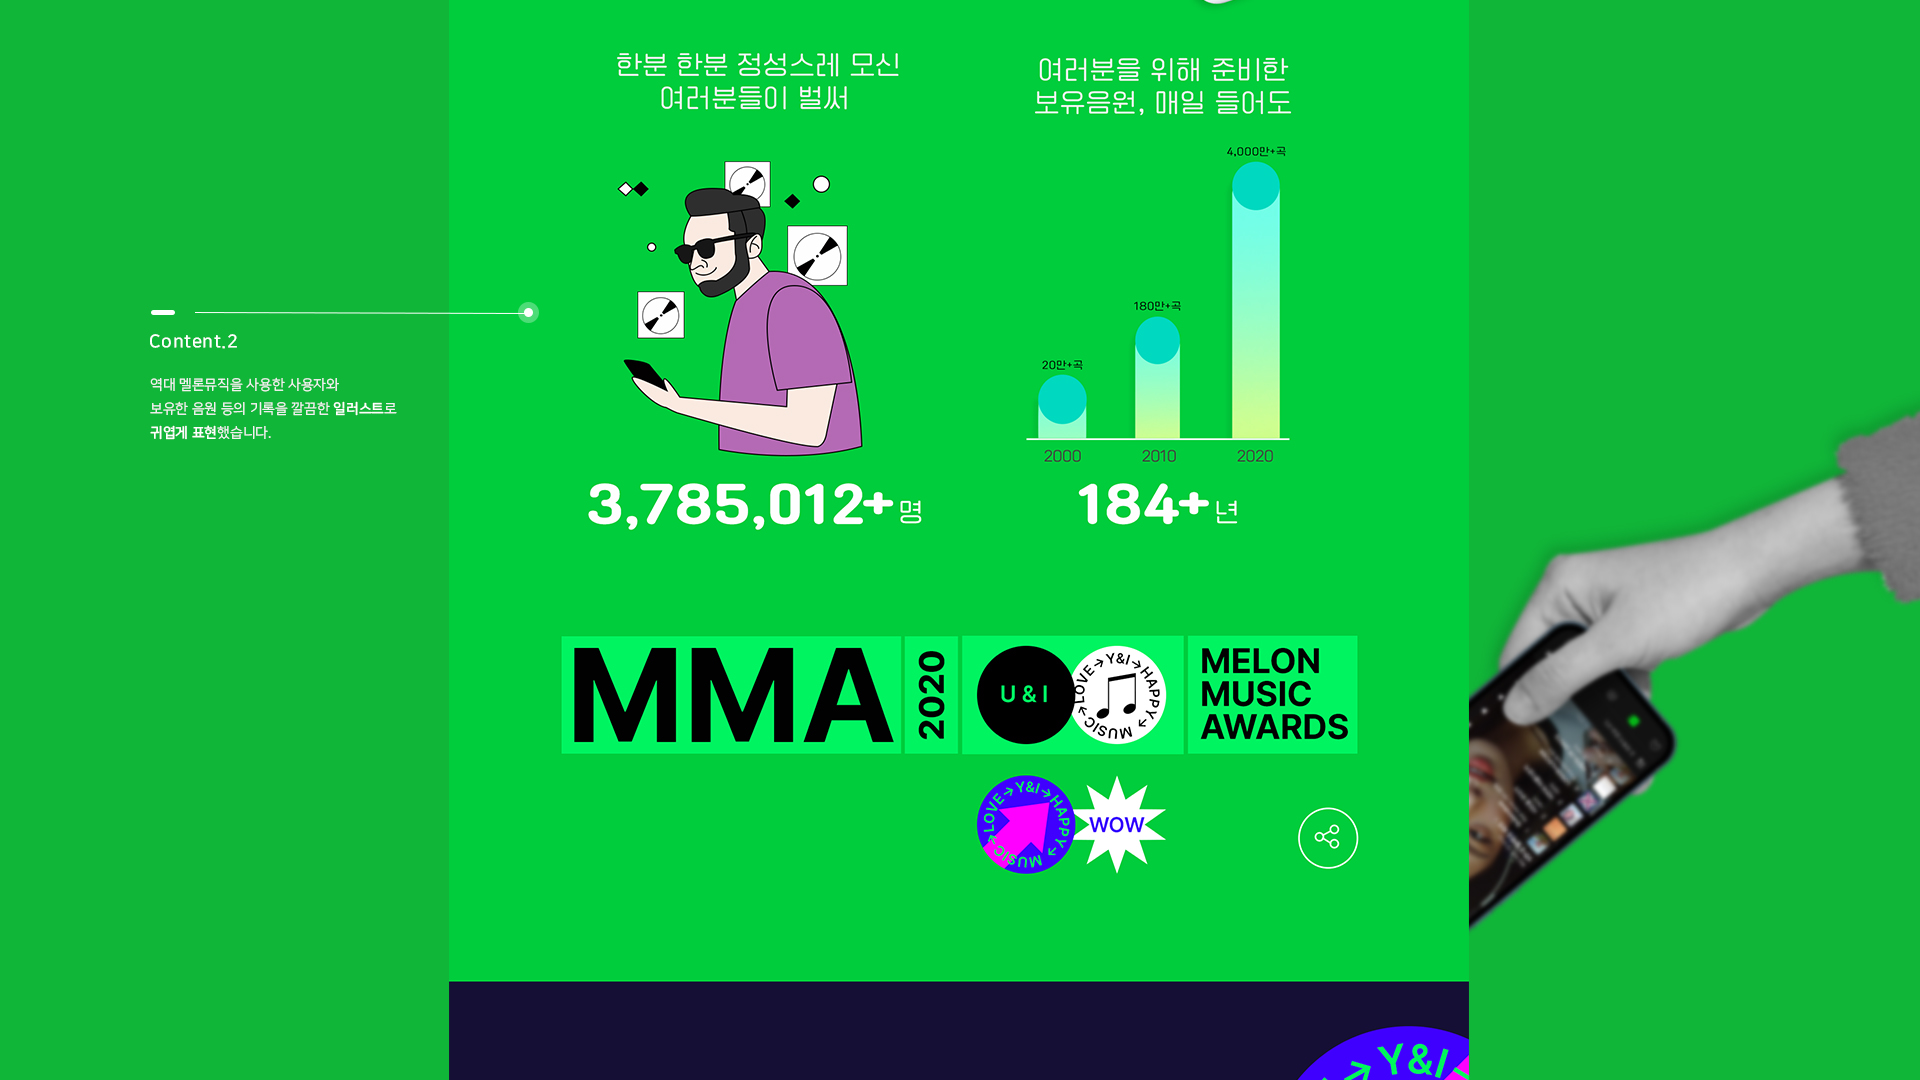 한분 한분 정성스레 모신
여러분들이 벌써
여러분을 위해 준비한
보유음원, 매일 들어도
4,000만+곡
180만+곡
20만+곡
2000
2010
2020
Content.2
역대 멜론뮤직을 사용한 사용자와
보유한 음원 등의 기록을 깔끔한 일러스트로
귀엽게 표현했습니다.
3,785,012+명
184+년
MMA
2020
U & I
LOVE→Y&I→HAPPY→MUSIC→
MELON
MUSIC
AWARDS
LOVE→Y&I→HAPPY→MUSIC→
WOW
→Y&I→